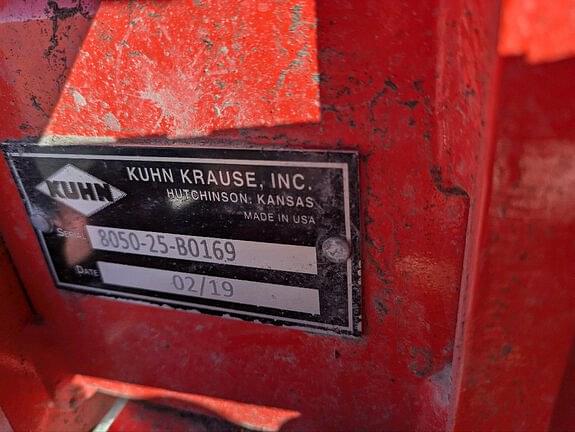 KUHN
KUHN KRAUSE, INC.
HUTCHINSON, KANSAS
MADE IN USA
SERIAL 8050-25-B0169
DATE 02/19